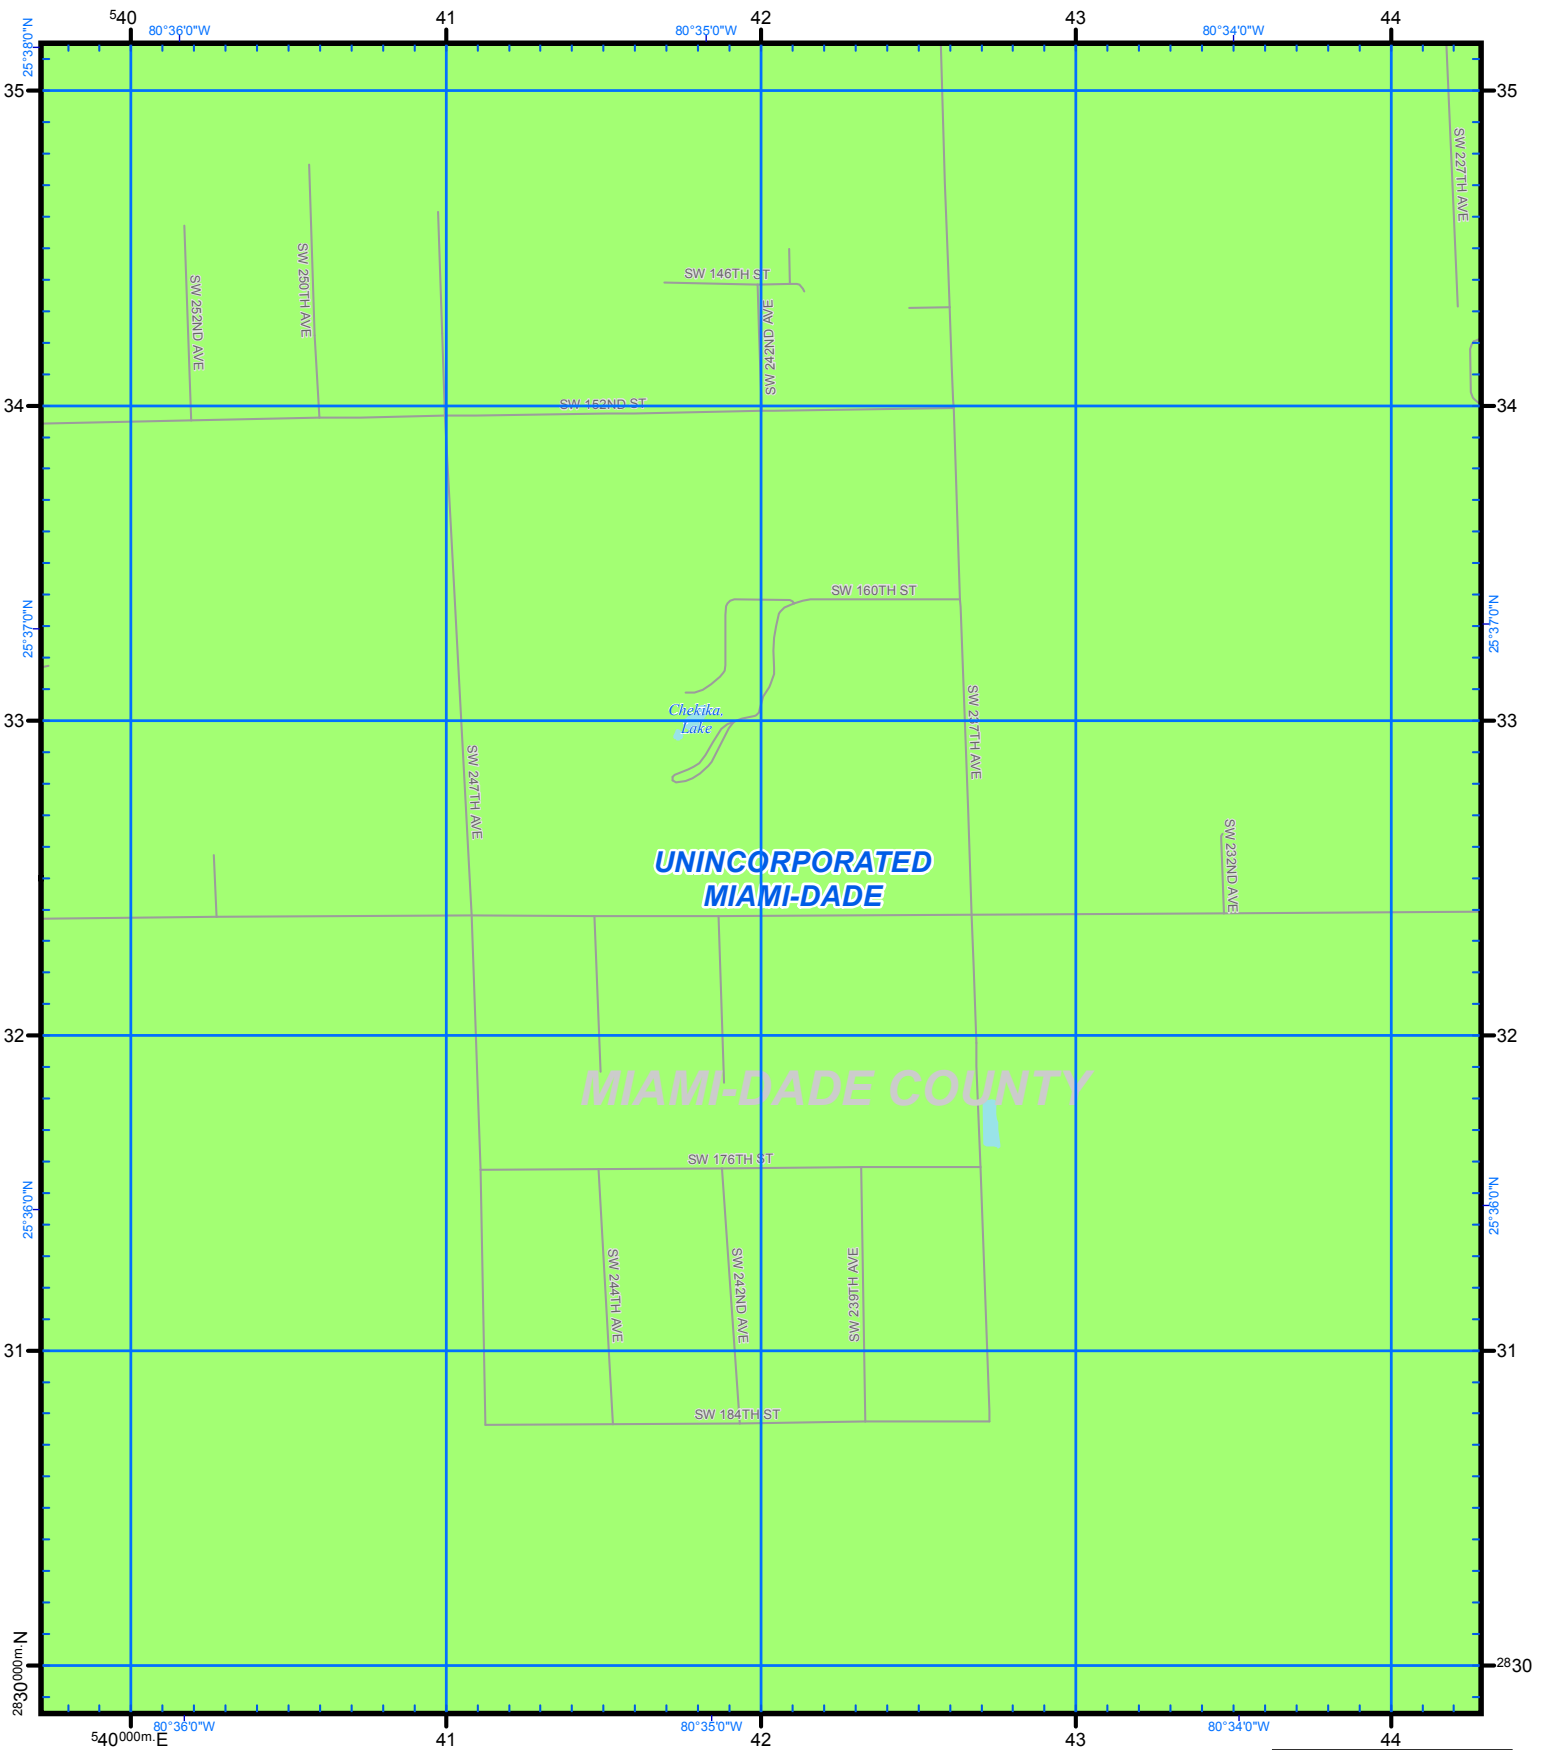 540 41 42 43 44
80°36'0"W 80°35'0"W 80°34'0"W
25°38'0"N
35 35
SW 227TH AVE
SW 250TH AVE
SW 146TH ST
SW 252ND AVE
SW 242ND AVE
34 SW 152ND ST 34
SW 160TH ST
25°37'0"N 25°37'0"N
SW 237TH AVE
Chekika,
Lake
33 33
SW 247TH AVE
SW 232ND AVE
UNINCORPORATED
MIAMI-DADE
32 32
MIAMI-DADE COUNTY
SW 176TH ST
25°36'0"N 25°36'0"N
SW 244TH AVE
SW 242ND AVE
SW 239TH AVE
31 31
SW 184TH ST
2830000m.N 2830
80°36'0"W 80°35'0"W 80°34'0"W
540000m.E 41 42 43 44